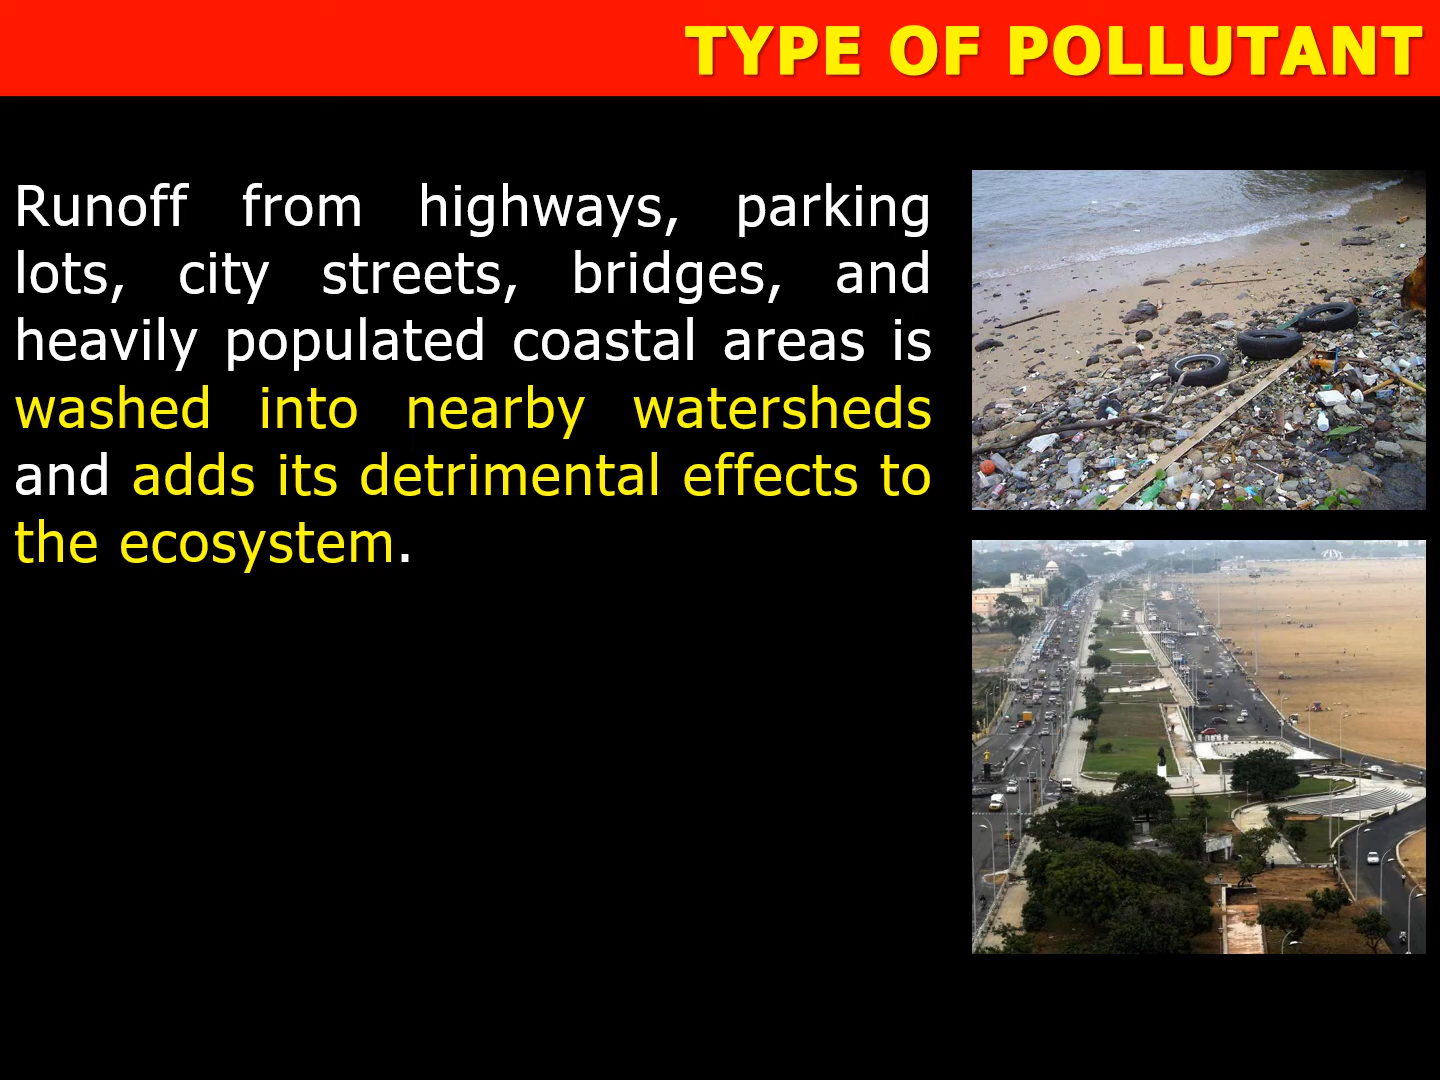 TYPE OF POLLUTANT
Runoff from highways, parking
lots, city streets, bridges, and
heavily populated coastal areas is
washed into nearby watersheds
and adds its detrimental effects to
the ecosystem.